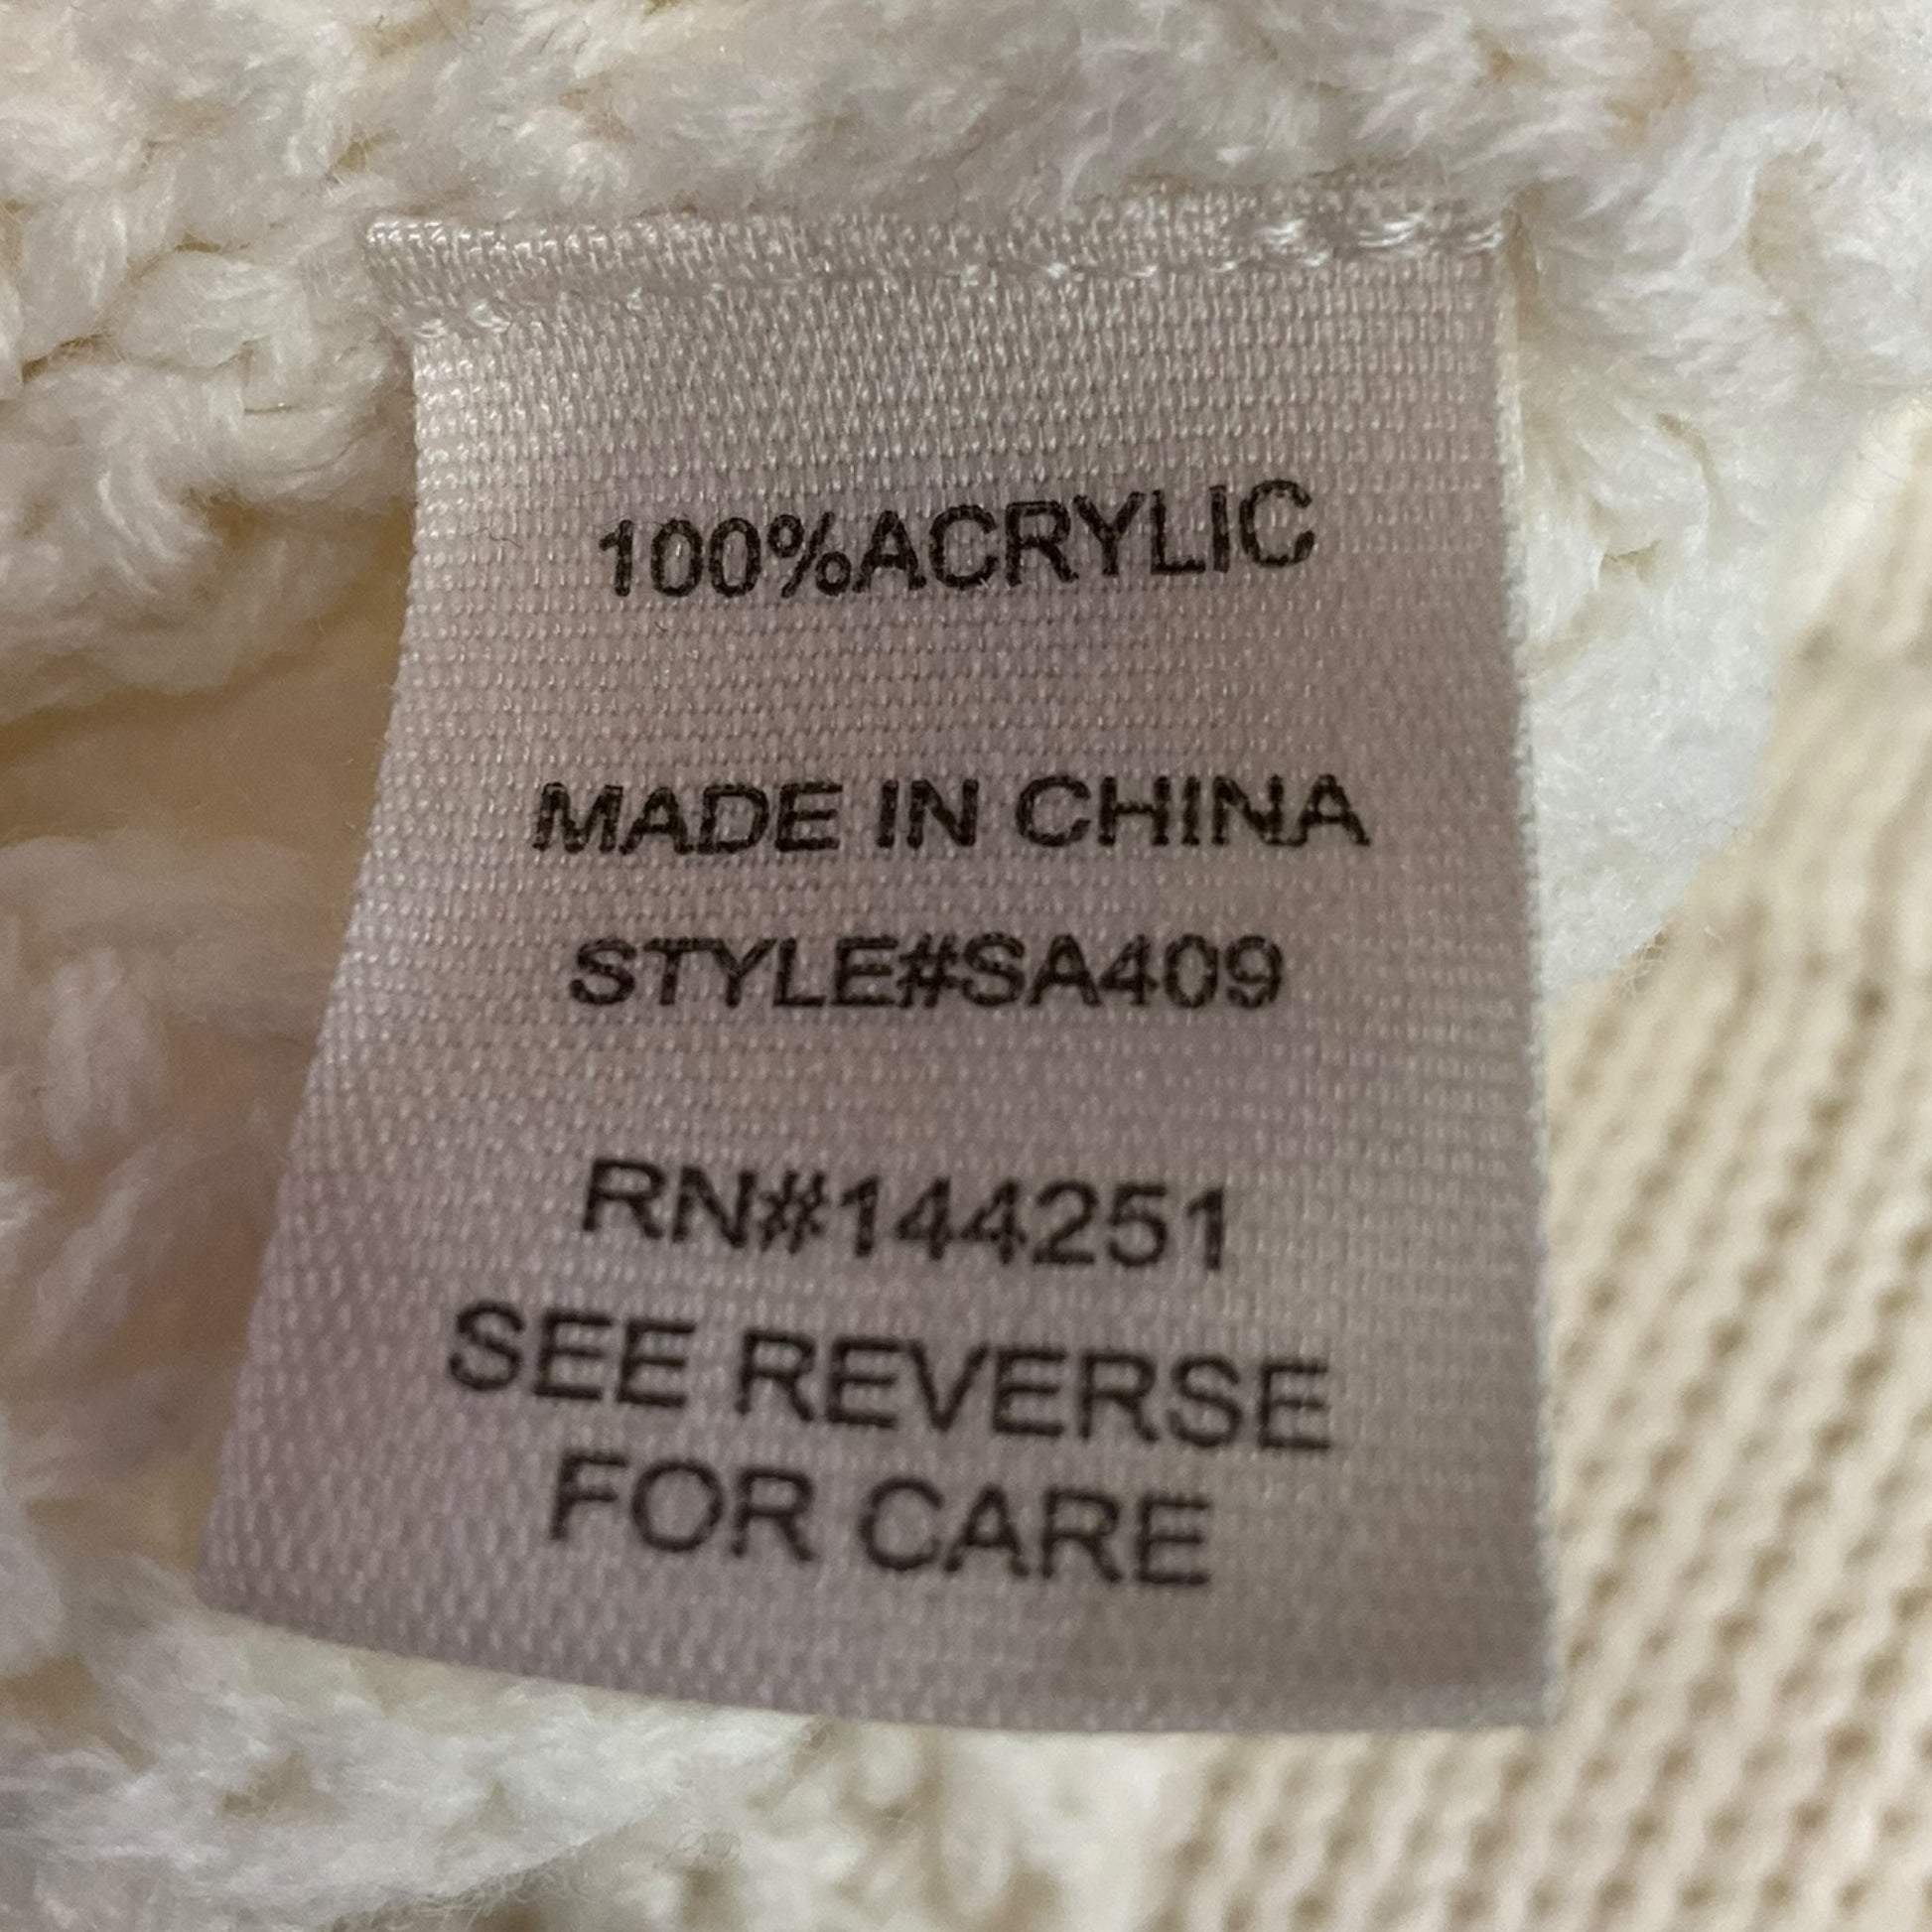 100%ACRYLIC
MADE IN CHINA
STYLE#SA409
RN#144251
SEE REVERSE
FOR CARE